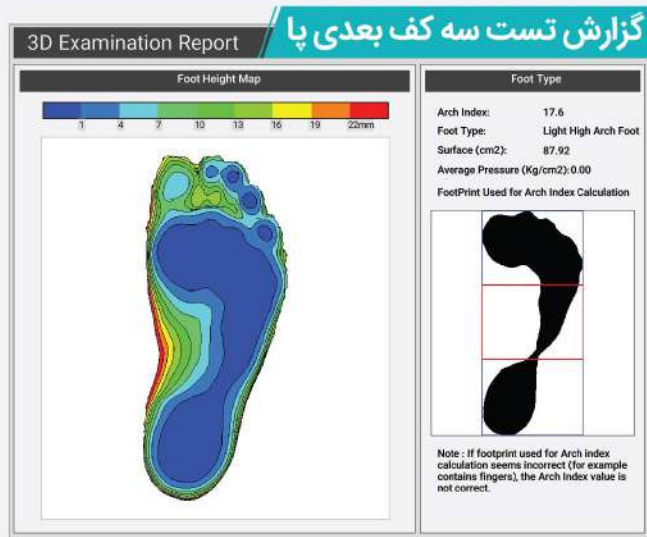 گزارش تست سه کف بعدی پا
3D Examination Report
Foot Height Map
1 4 7 10 13 16 19 22mm
Foot Type
Arch Index: 17.6
Foot Type: Light High Arch Foot
Surface (cm2): 87.92
Average Pressure (Kg/cm2): 0.00
FootPrint Used for Arch Index Calculation
Note : If footprint used for Arch index
calculation seems incorrect (for example
contains fingers), the Arch Index value is
not correct.